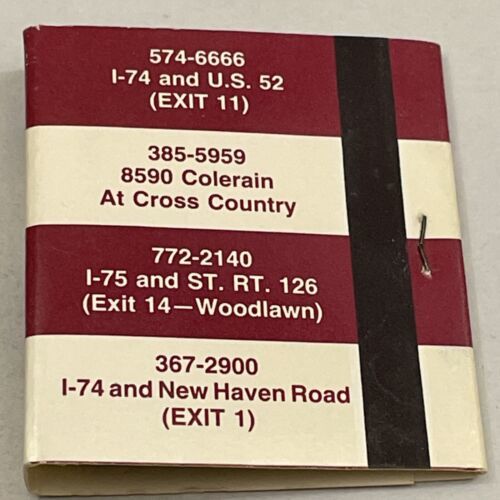 574-6666
I-74 and U.S. 52
(EXIT 11)
385-5959
8590 Colerain
At Cross Country
772-2140
I-75 and ST. RT. 126
(Exit 14—Woodlawn)
367-2900
I-74 and New Haven Road
(EXIT 1)